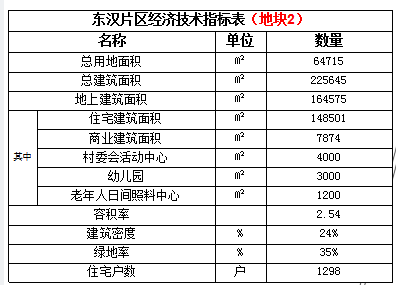 东汉片区经济技术指标表（地块2）
名称 单位 数量
总用地面积 m² 64715
总建筑面积 m² 225645
地上建筑面积 m² 164575
其中
住宅建筑面积 m² 148501
商业建筑面积 m² 7874
村委会活动中心 m² 4000
幼儿园 m² 3000
老年人日间照料中心 m² 1200
容积率 2.54
建筑密度 % 24%
绿地率 % 35%
住宅户数 户 1298